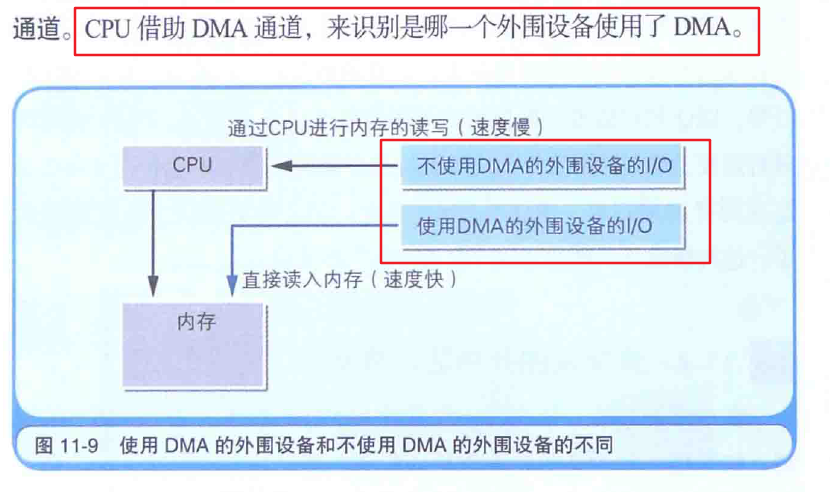 通道。CPU 借助 DMA 通道，来识别是哪一个外围设备使用了 DMA。
通过CPU进行内存的读写（速度慢）
CPU
不使用DMA的外围设备的I/O
使用DMA的外围设备的I/O
直接读入内存（速度快）
内存
图 11-9 使用 DMA 的外围设备和不使用 DMA 的外围设备的不同